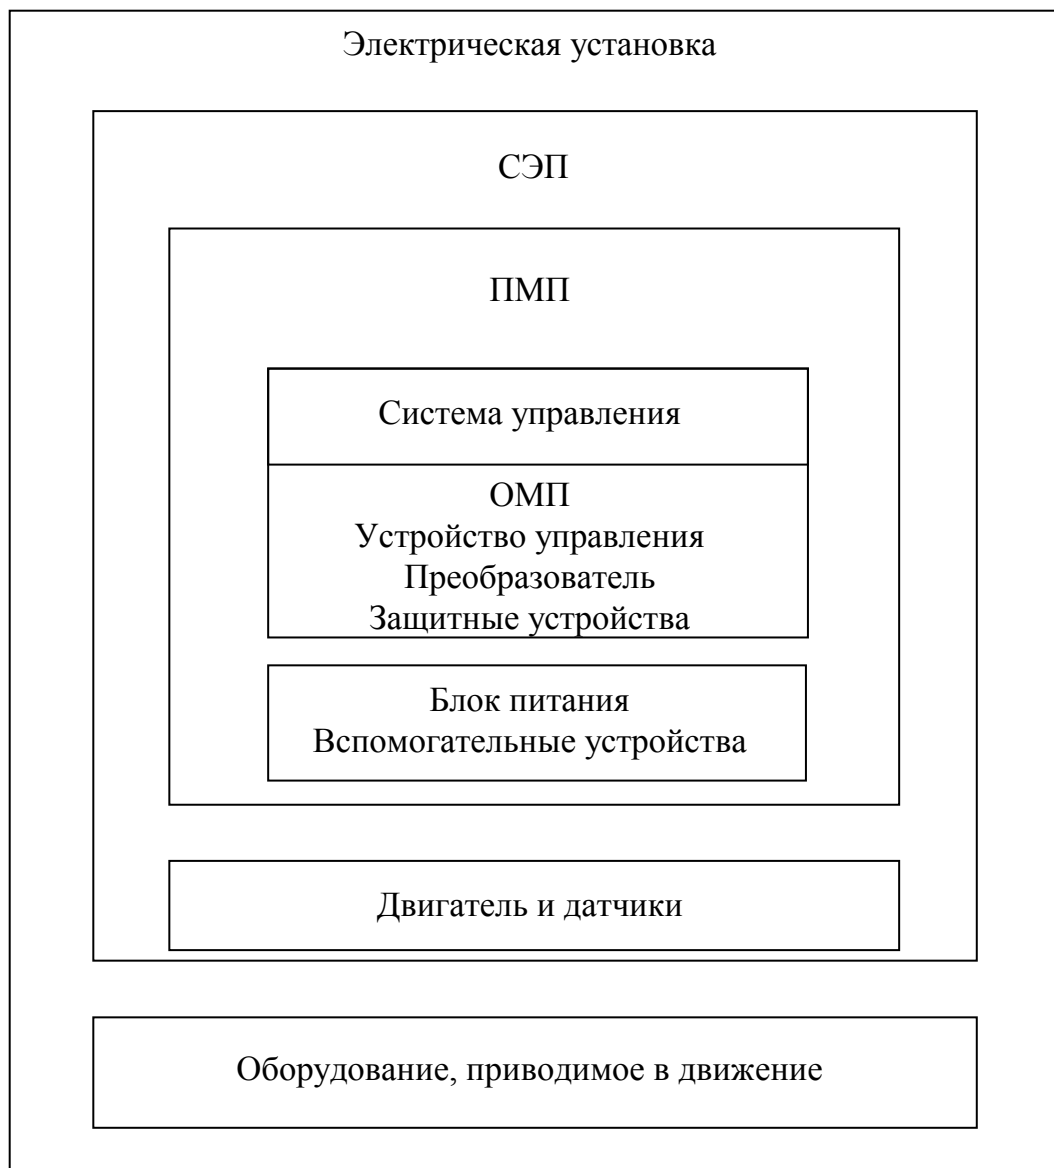 Электрическая установка
СЭП
ПМП
Система управления
ОМП
Устройство управления
Преобразователь
Защитные устройства
Блок питания
Вспомогательные устройства
Двигатель и датчики
Оборудование, приводимое в движение